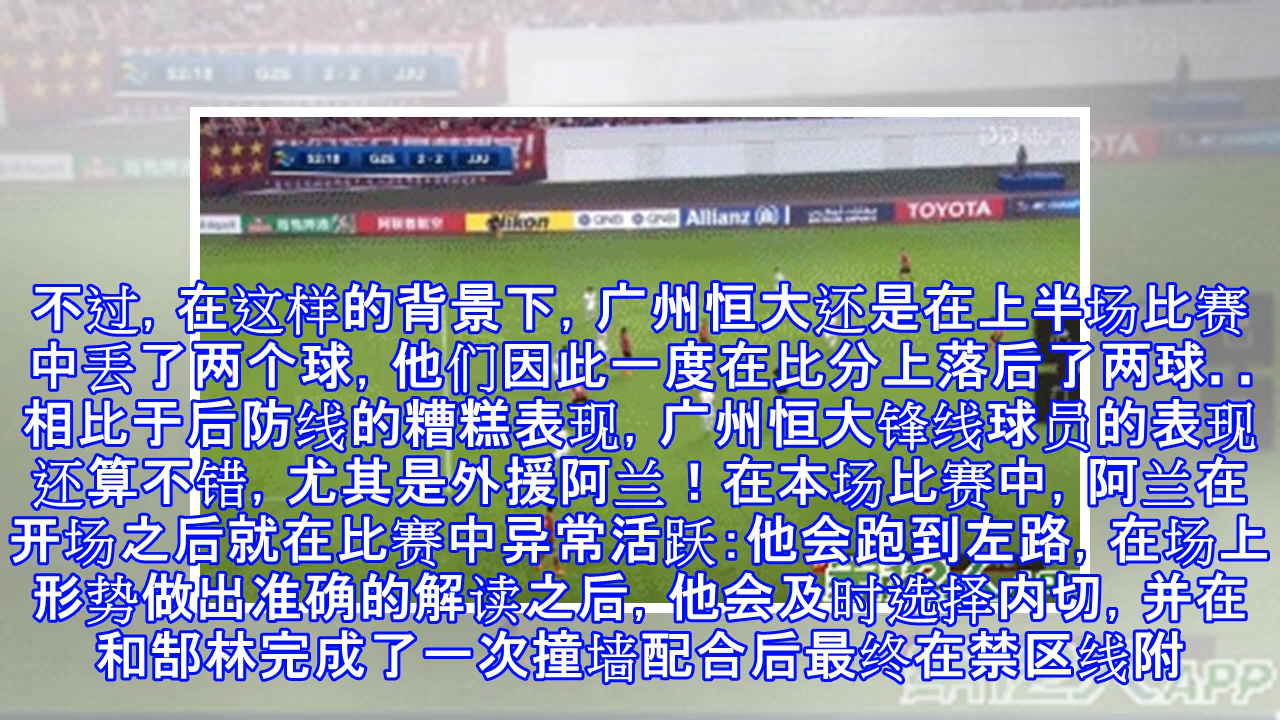 52:18 GZE 2-2 JJU
Nikon
QNB
QNB
Allianz
TOYOTA
阿联酋航空
不过,在这样的背景下,广州恒大还是在上半场比赛
中丢了两个球,他们因此一度在比分上落后了两球..
相比于后防线的糟糕表现,广州恒大锋线球员的表现
还算不错,尤其是外援阿兰！在本场比赛中,阿兰在
开场之后就在比赛中异常活跃:他会跑到左路,在场上
形势做出准确的解读之后,他会及时选择内切,并在
和郜林完成了一次撞墙配合后最终在禁区线附